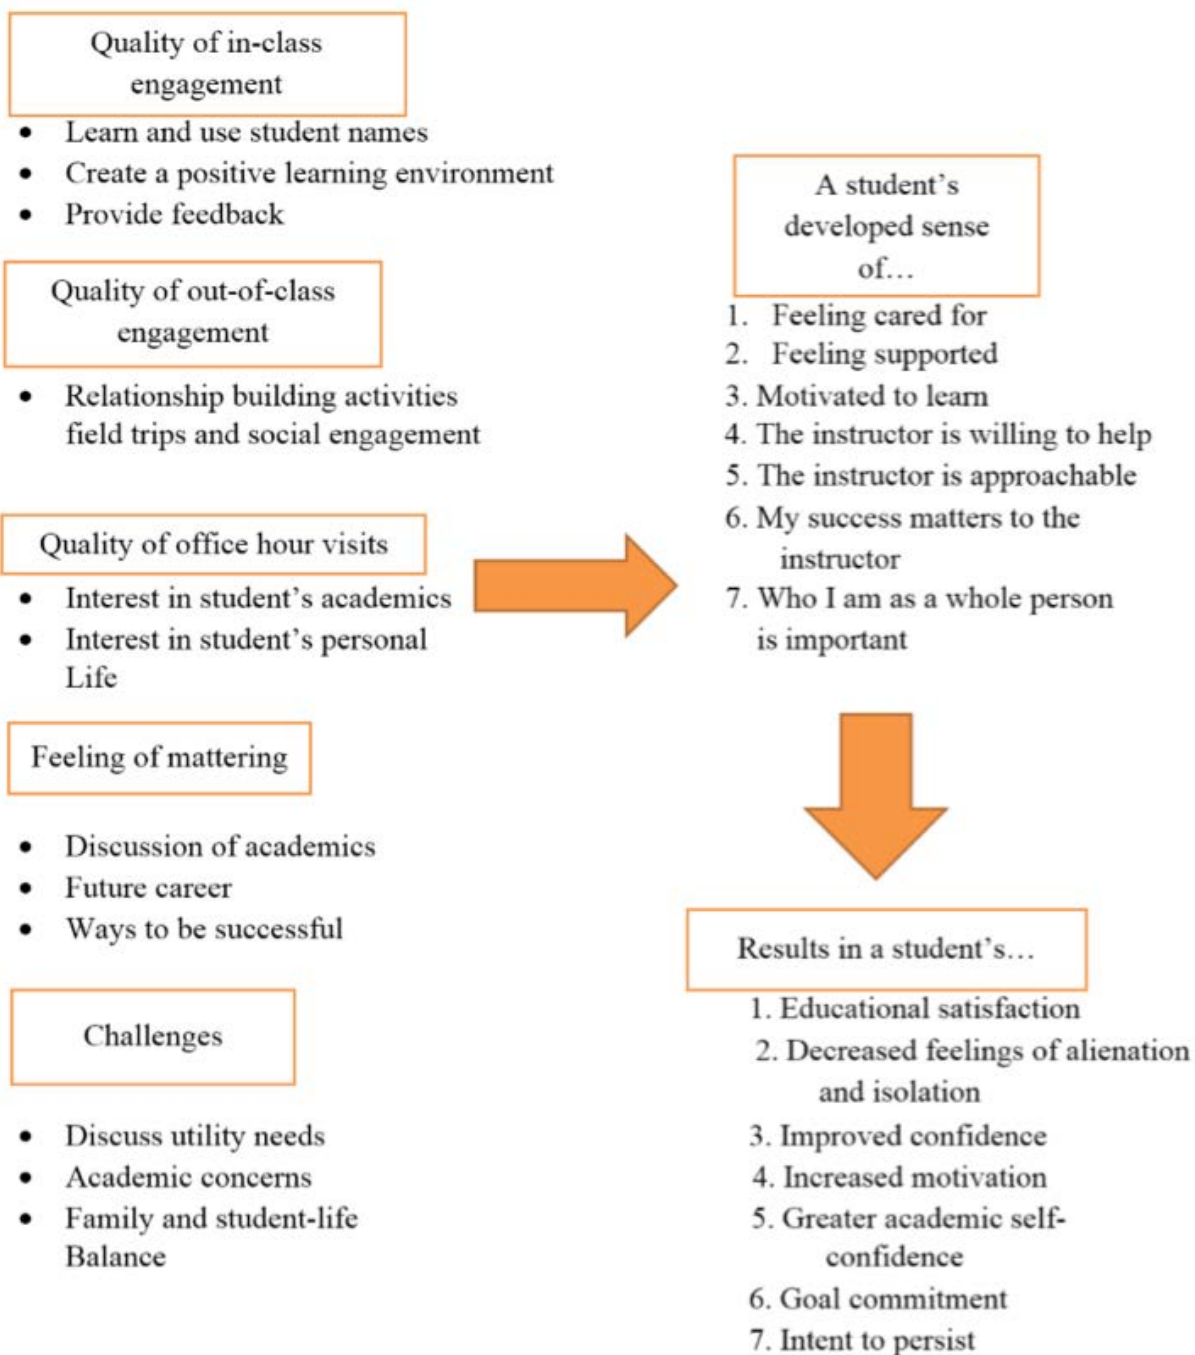 Quality of in-class
engagement
• Learn and use student names
• Create a positive learning environment
• Provide feedback
Quality of out-of-class
engagement
• Relationship building activities
field trips and social engagement
Quality of office hour visits
• Interest in student’s academics
• Interest in student’s personal
Life
Feeling of mattering
• Discussion of academics
• Future career
• Ways to be successful
Challenges
• Discuss utility needs
• Academic concerns
• Family and student-life
Balance
A student’s
developed sense
of…
1. Feeling cared for
2. Feeling supported
3. Motivated to learn
4. The instructor is willing to help
5. The instructor is approachable
6. My success matters to the
instructor
7. Who I am as a whole person
is important
Results in a student’s…
1. Educational satisfaction
2. Decreased feelings of alienation
and isolation
3. Improved confidence
4. Increased motivation
5. Greater academic self-
confidence
6. Goal commitment
7. Intent to persist